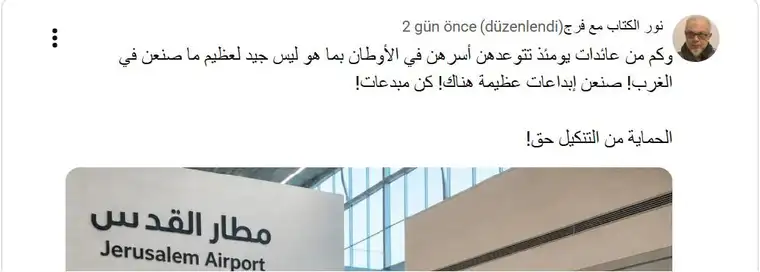 نور الكتاب مع فرج(düzenlendi) 2 gün önce
وكم من عائدات يومئذ تتوعدهن أسرهن في الأوطان بما هو ليس جيد لعظيم ما صنعن في
الغرب! صنعن إبداعات عظيمة هناك! كن مبدعات!
الحماية من التنكيل حق!
مطار القدس
Jerusalem Airport